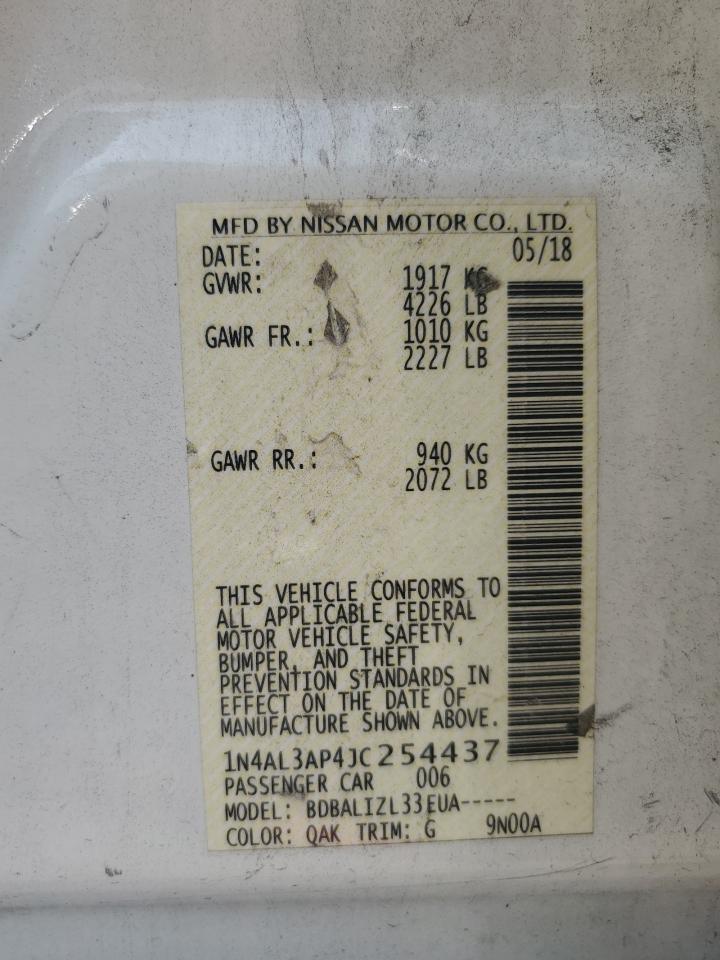 MFD BY NISSAN MOTOR CO., LTD.
DATE: 05/18
GVWR: 1917 KG
4226 LB
GAWR FR.: 1010 KG
2227 LB
GAWR RR.: 940 KG
2072 LB
THIS VEHICLE CONFORMS TO
ALL APPLICABLE FEDERAL
MOTOR VEHICLE SAFETY,
BUMPER, AND THEFT
PREVENTION STANDARDS IN
EFFECT ON THE DATE OF
MANUFACTURE SHOWN ABOVE.
1N4AL3AP4JC254437
PASSENGER CAR 006
MODEL: BDBALIZL33EUA-----
COLOR: QAK TRIM: G 9N00A